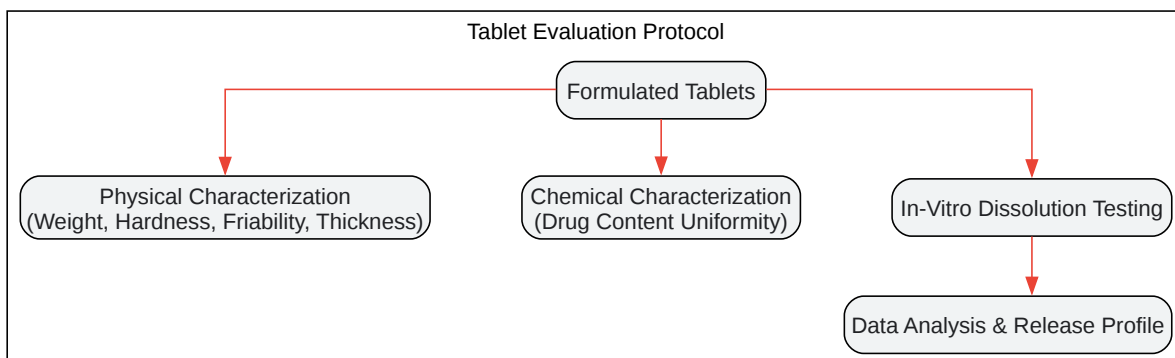 Tablet Evaluation Protocol
Formulated Tablets
Physical Characterization
(Weight, Hardness, Friability, Thickness)
Chemical Characterization
(Drug Content Uniformity)
In-Vitro Dissolution Testing
Data Analysis & Release Profile